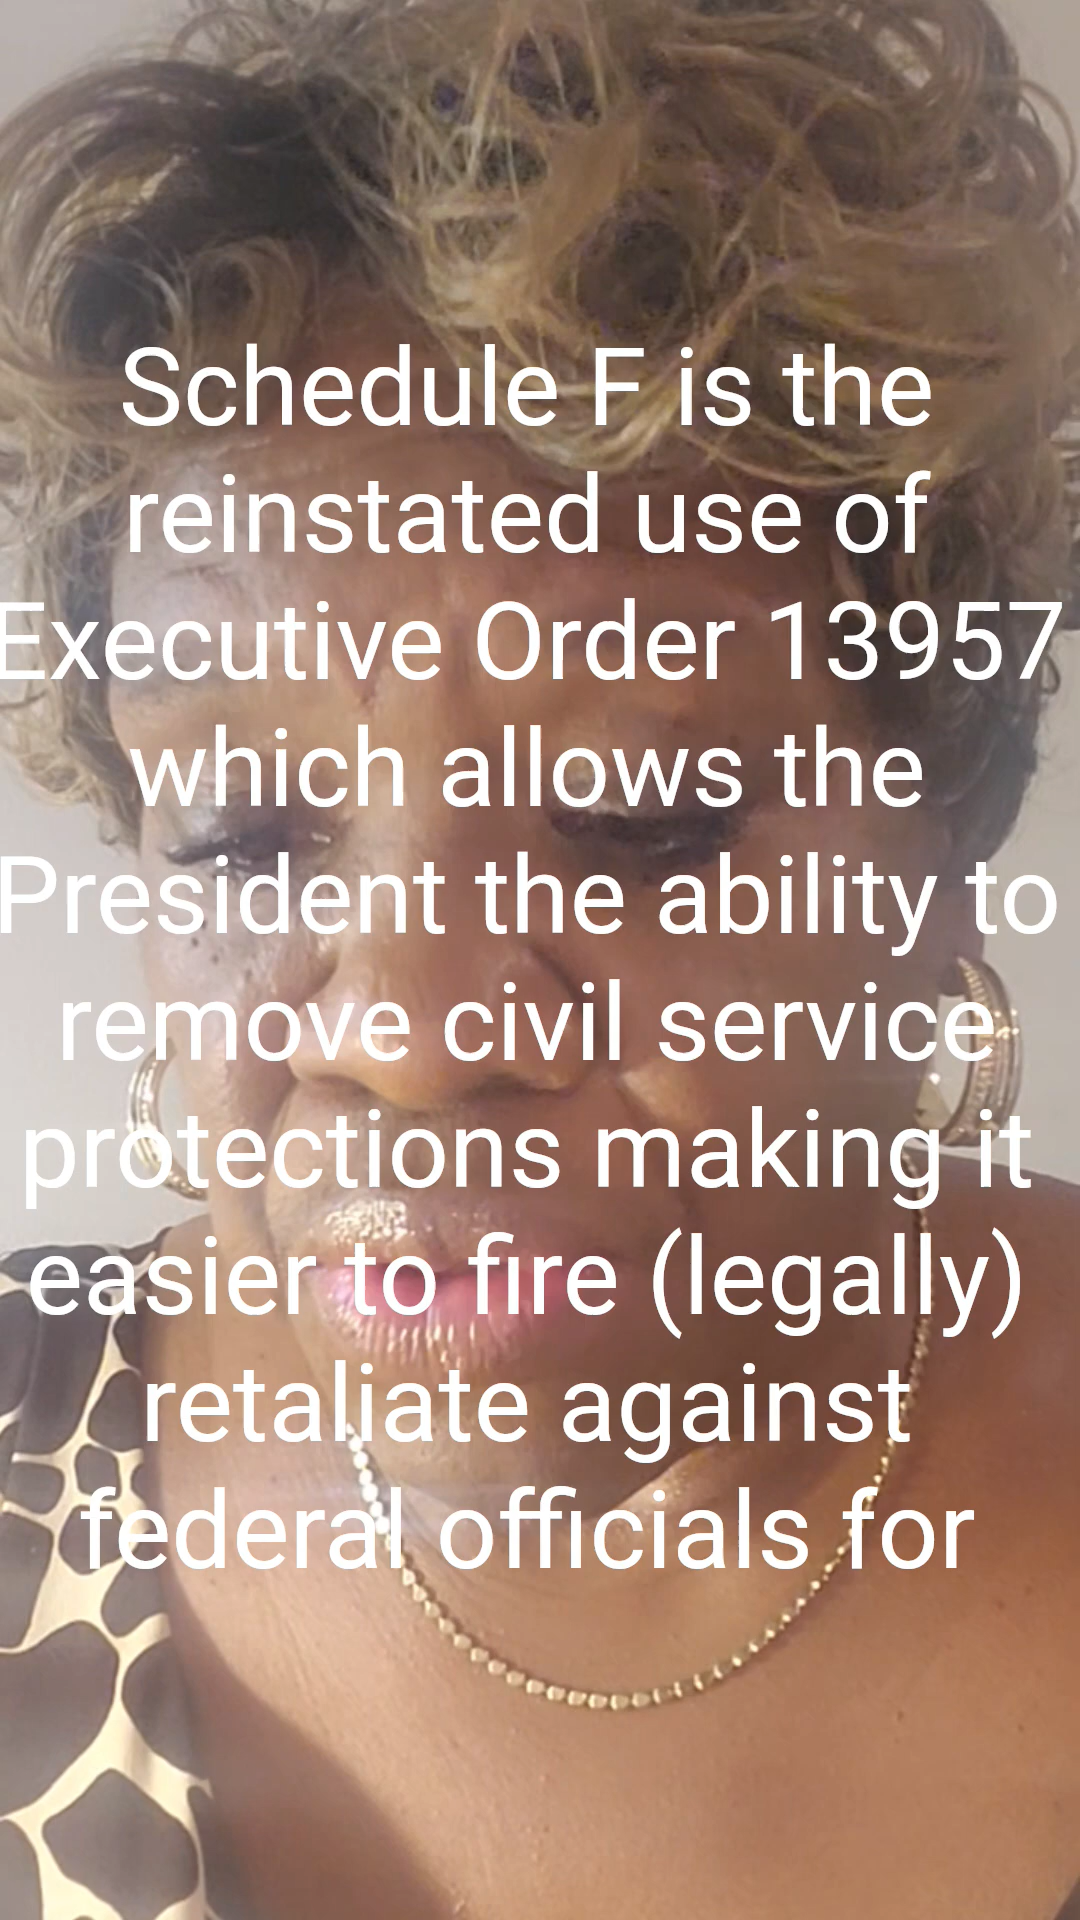 Schedule F is the
reinstated use of
Executive Order 13957
which allows the
President the ability to
remove civil service
protections making it
easier to fire (legally)
retaliate against
federal officials for